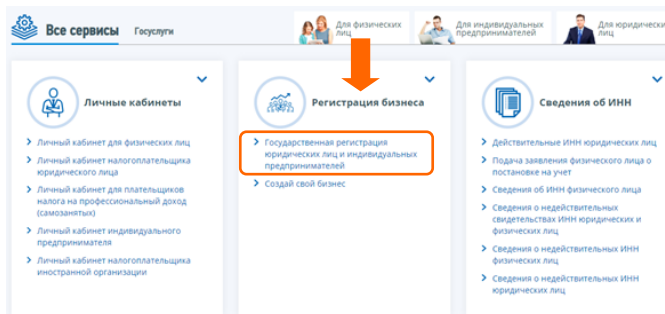 Все сервисы
Госуслуги
Для физических
лиц
Для индивидуальных
предпринимателей
Для юридически
лиц
Личные кабинеты
Личный кабинет для физических лиц
Личный кабинет налогоплательщика
юридического лица
Личный кабинет для плательщиков
налога на профессиональный доход
(самозанятых)
Личный кабинет индивидуального
предпринимателя
Личный кабинет налогоплательщика
иностранной организации
Регистрация бизнеса
Государственная регистрация
юридических лиц и индивидуальных
предпринимателей
Создай свой бизнес
Сведения об ИНН
Действительные ИНН юридических лиц
Подача заявления физического лица о
постановке на учет
Сведения об ИНН физического лица
Сведения о недействительных
свидетельствах ИНН юридических и
физических лиц
Сведения о недействительных ИНН
физических лиц
Сведения о недействительных ИНН
юридических лиц